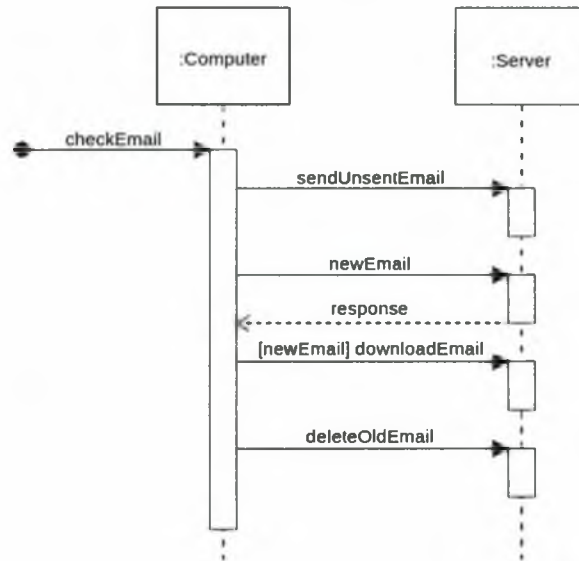 :Computer
:Server
checkEmail
sendUnsentEmail
newEmail
response
[newEmail] downloadEmail
deleteOldEmail